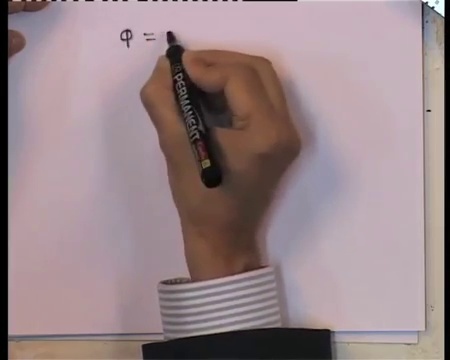 φ =
PERMANENT